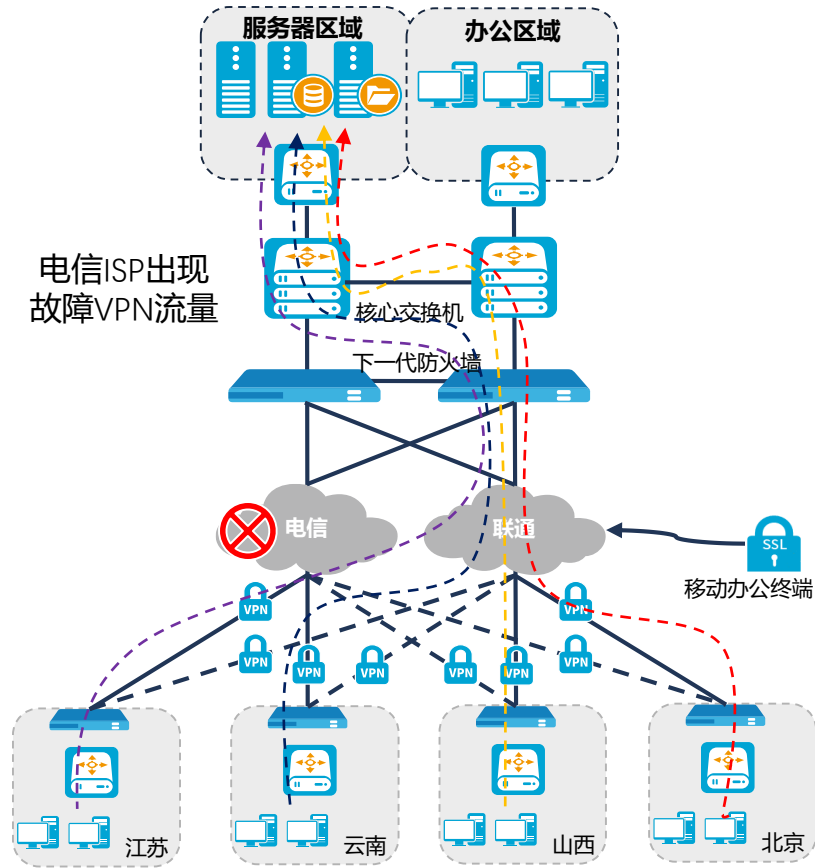 服务器区域
办公区域
电信ISP出现
故障VPN流量
核心交换机
下一代防火墙
电信
联通
SSL
移动办公终端
VPN
VPN
VPN
VPN
VPN
VPN
VPN
VPN
江苏
云南
山西
北京